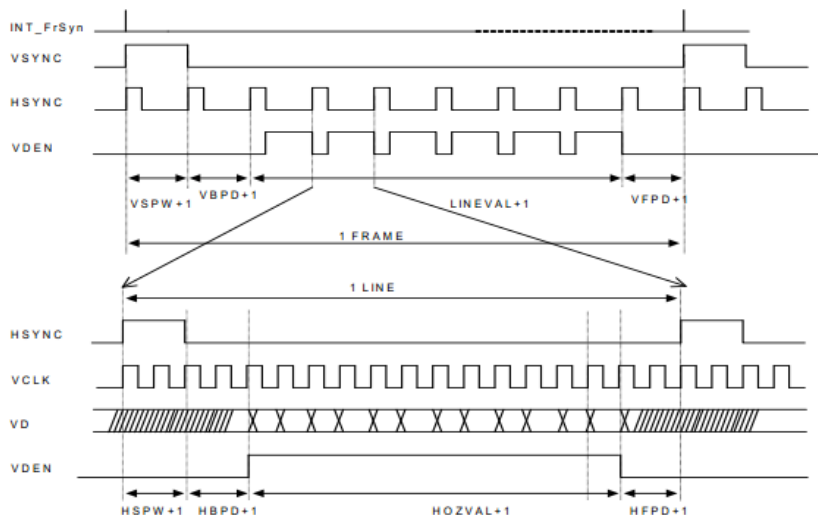 INT_FrSyn
VSYNC
HSYNC
VDEN
VSPW+1 VBPD+1 LINEVAL+1 VFPD+1
1 FRAME
1 LINE
HSYNC
VCLK
VD
VDEN
HSPW+1 HBPD+1 HOZVAL+1 HFPD+1